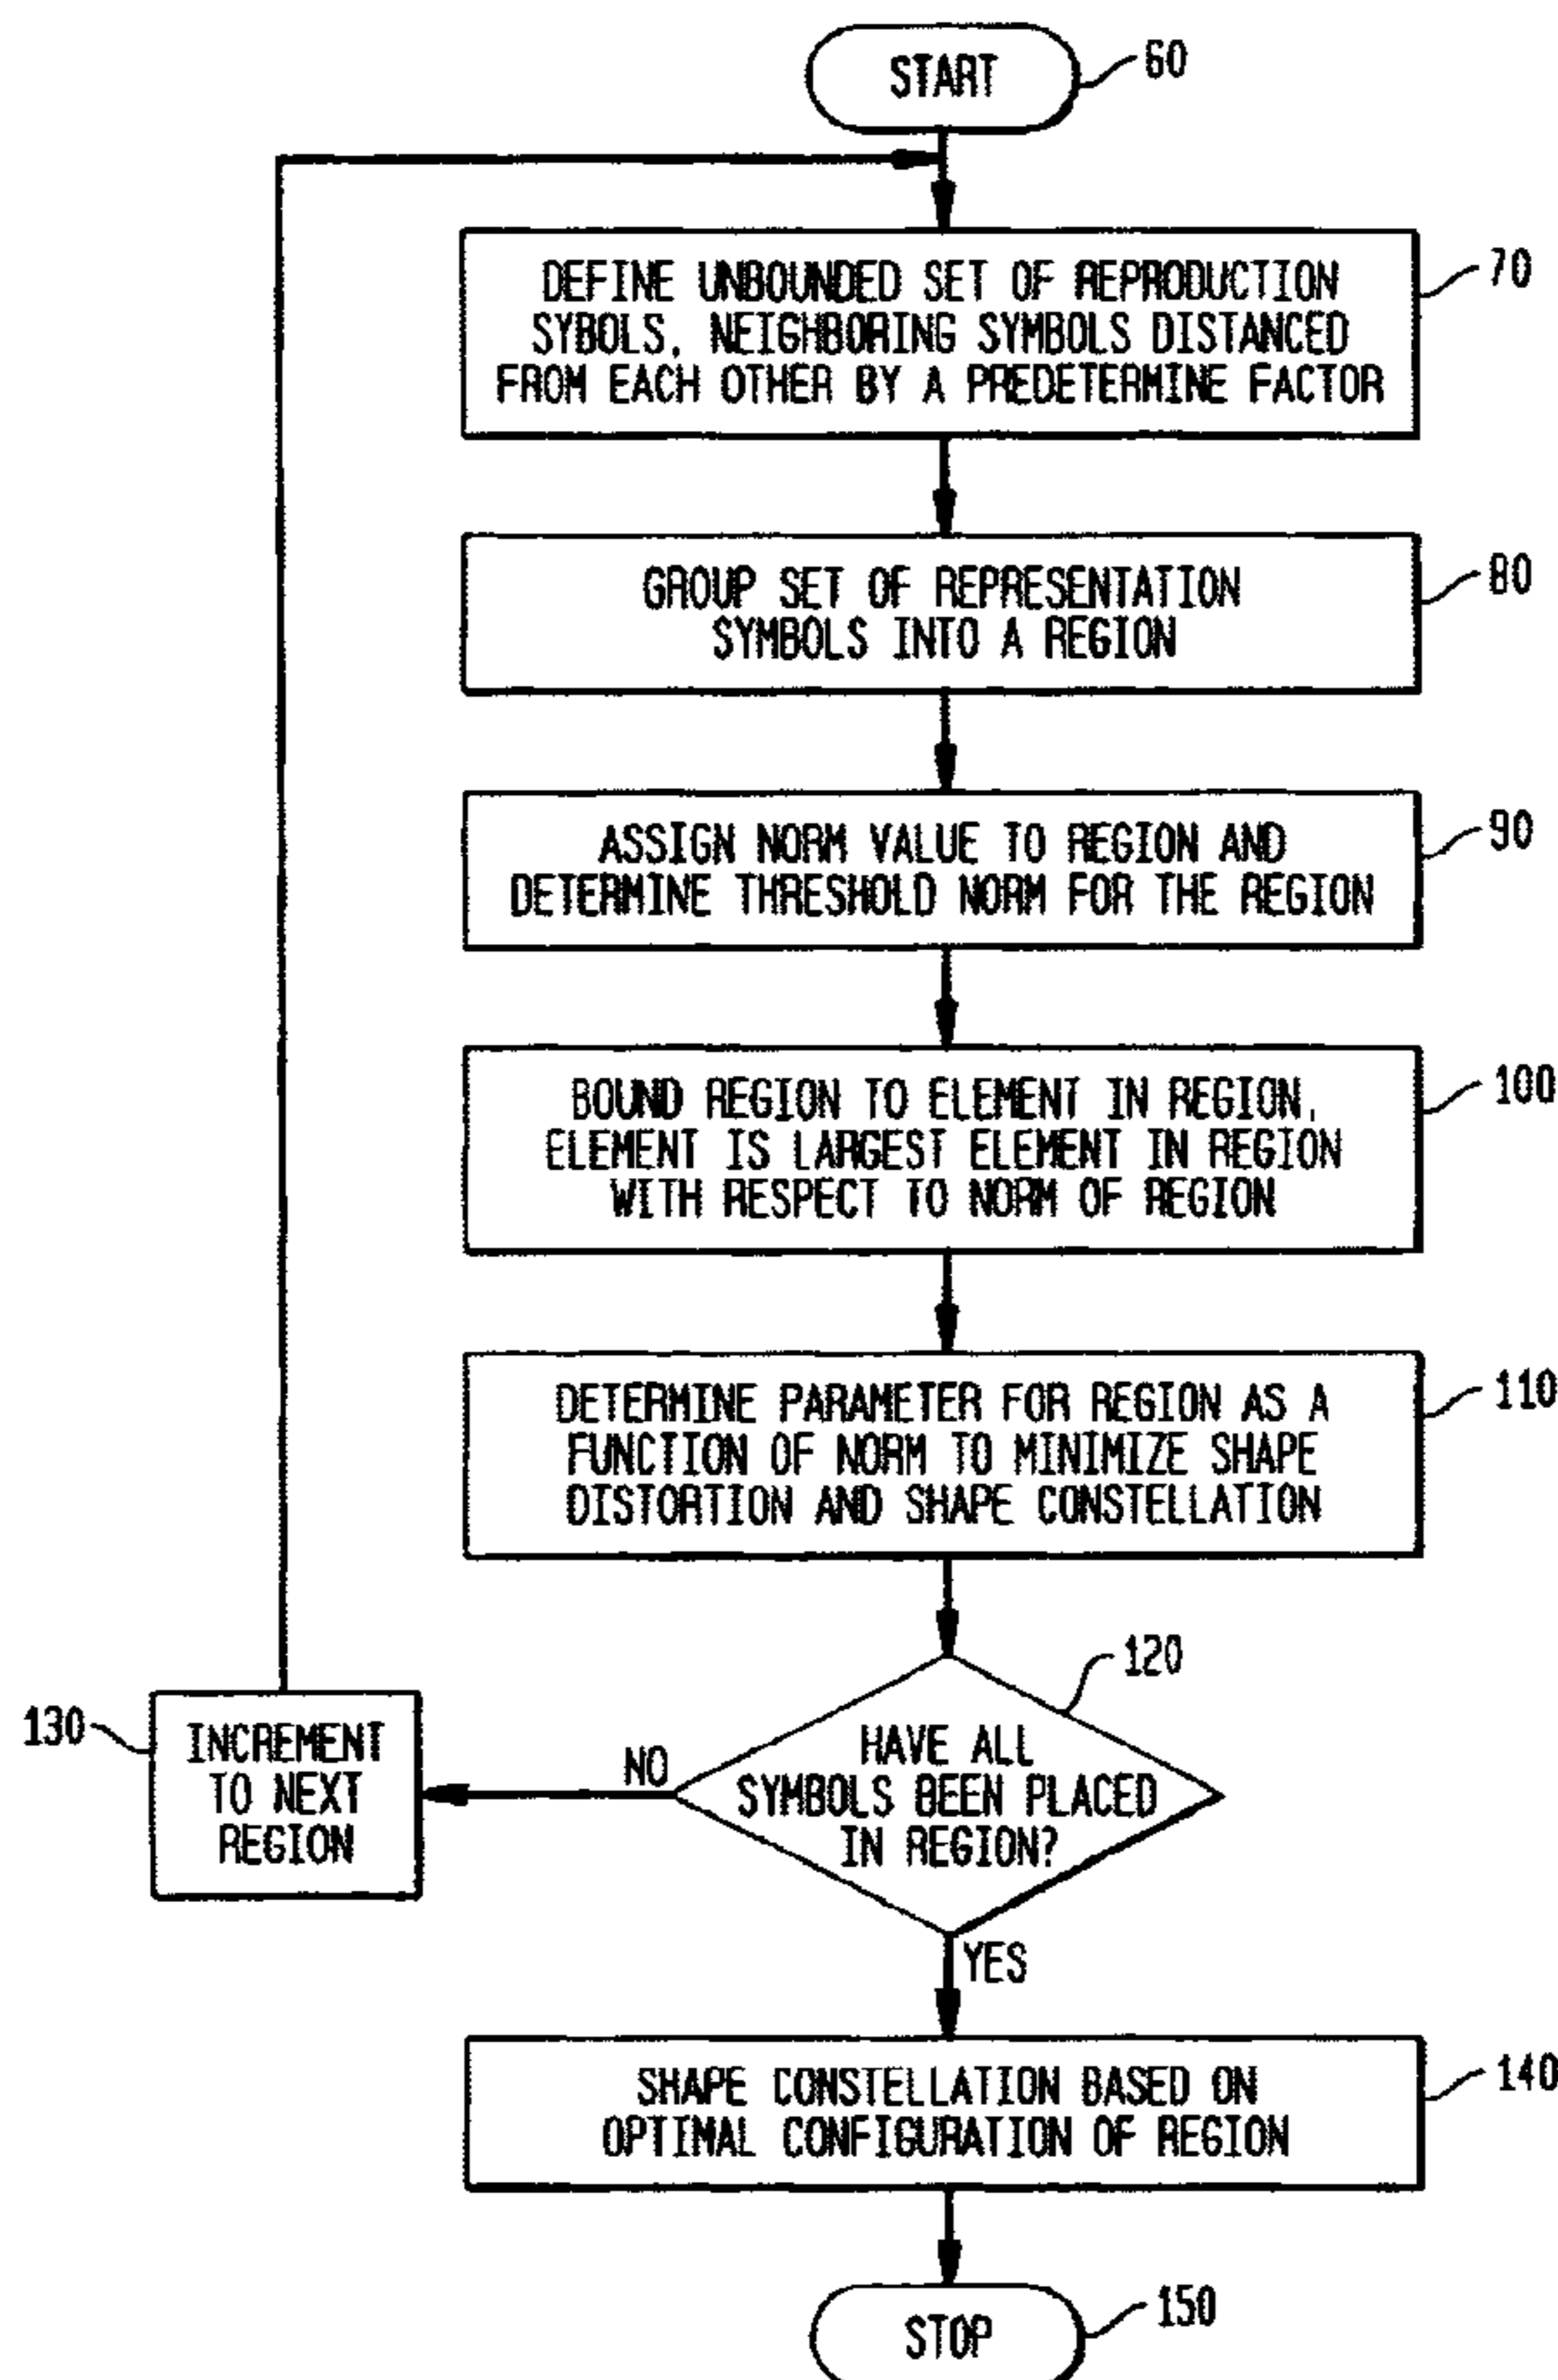 START
60
DEFINE UNBOUNDED SET OF REPRODUCTION
SYBOLS, NEIGHBORING SYMBOLS DISTANCED
FROM EACH OTHER BY A PREDETERMINE FACTOR
70
GROUP SET OF REPRESENTATION
SYMBOLS INTO A REGION
80
ASSIGN NORM VALUE TO REGION AND
DETERMINE THRESHOLD NORM FOR THE REGION
90
BOUND REGION TO ELEMENT IN REGION,
ELEMENT IS LARGEST ELEMENT IN REGION
WITH RESPECT TO NORM OF REGION
100
DETERMINE PARAMETER FOR REGION AS A
FUNCTION OF NORM TO MINIMIZE SHAPE
DISTORTION AND SHAPE CONSTELLATION
110
HAVE ALL
SYMBOLS BEEN PLACED
IN REGION?
120
NO
130
INCREMENT
TO NEXT
REGION
YES
SHAPE CONSTELLATION BASED ON
OPTIMAL CONFIGURATION OF REGION
140
STOP
150